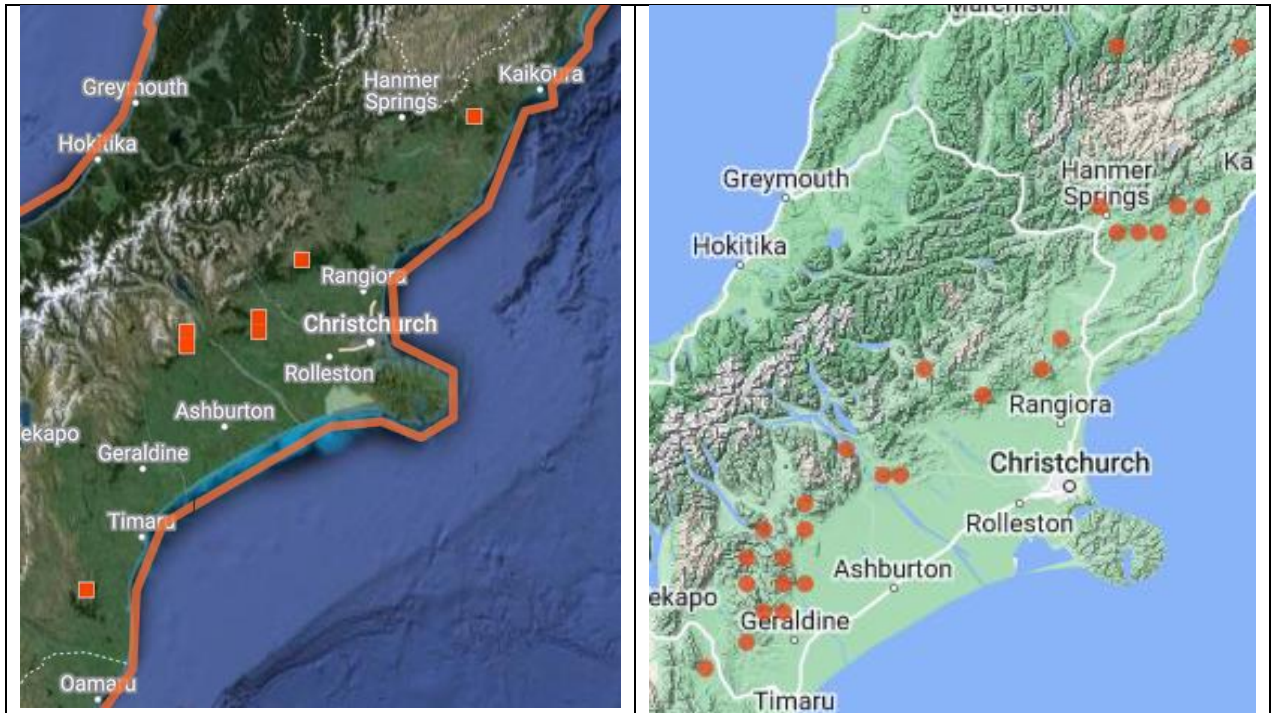 Greymouth
Hanmer
Springs
Kaikōura
Hokitika
Rangiora
Christchurch
Rolleston
Ashburton
ekapo
Geraldine
Timaru
Oamaru
Murchison
Greymouth
Hanmer
Springs
Ka
Hokitika
Rangiora
Christchurch
Rolleston
Ashburton
ekapo
Geraldine
Timaru